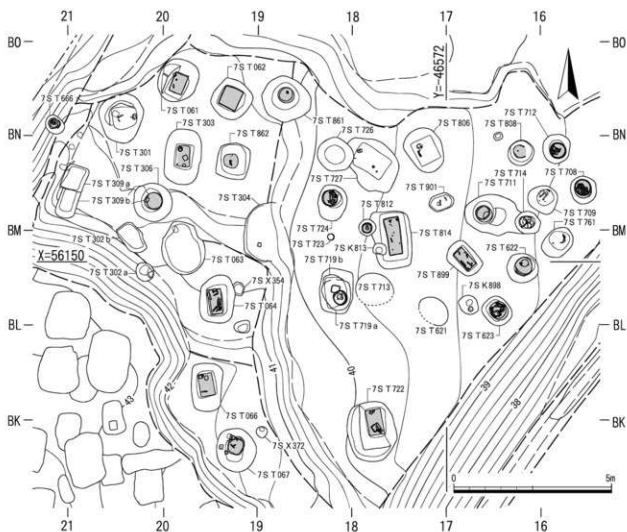 21 20 19 18 17 16
BO BO
BN BN
BM BM
BL BL
BK BK
Y=-46572
X=56150
7ST062
7ST666
7ST061
7ST303
7ST861
7ST726
7ST806
7ST712
7ST808
7ST301
7ST862
7ST306
7ST727
7ST714
7ST708
7ST901
7ST711
7ST309a
7ST309b
7ST304
7ST812
7ST709
7ST724
7ST761
7ST723
7SK813
7ST814
7ST622
7ST302b
7ST719b
7ST899
7ST302a
7ST063
7SX354
7ST713
7SK898
7ST064
7ST719a
7ST621
7ST623
7ST722
7ST066
7SX372
7ST067
43
42
41
40
39
38
0 5m
21 20 19 18 17 16